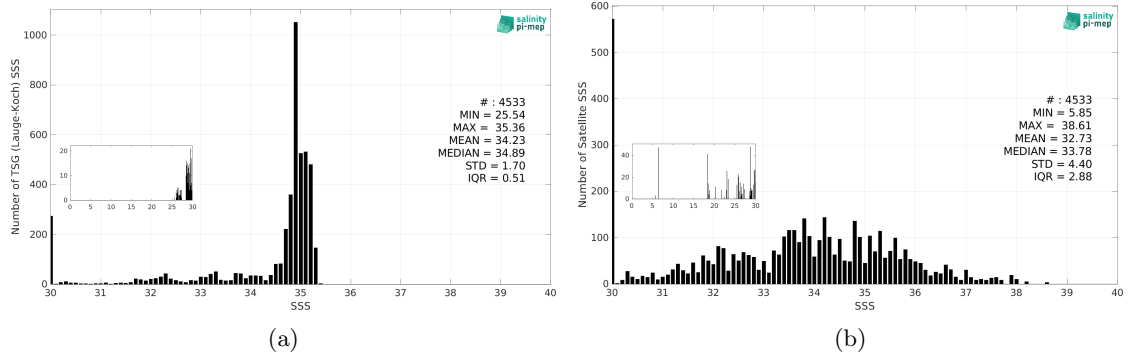 salinity
pi-mep
Number of TSG (Lauge-Koch) SSS
1000
800
600
400
200
0
# : 4533
MIN = 25.54
MAX = 35.36
MEAN = 34.23
MEDIAN = 34.89
STD = 1.70
IQR = 0.51
20
10
0
0 5 10 15 20 25 30
30 31 32 33 34 35 36 37 38 39 40
SSS
(a)
salinity
pi-mep
Number of Satellite SSS
600
500
400
300
200
100
0
# : 4533
MIN = 5.85
MAX = 38.61
MEAN = 32.73
MEDIAN = 33.78
STD = 4.40
IQR = 2.88
40
20
0
0 5 10 15 20 25 30
30 31 32 33 34 35 36 37 38 39 40
SSS
(b)